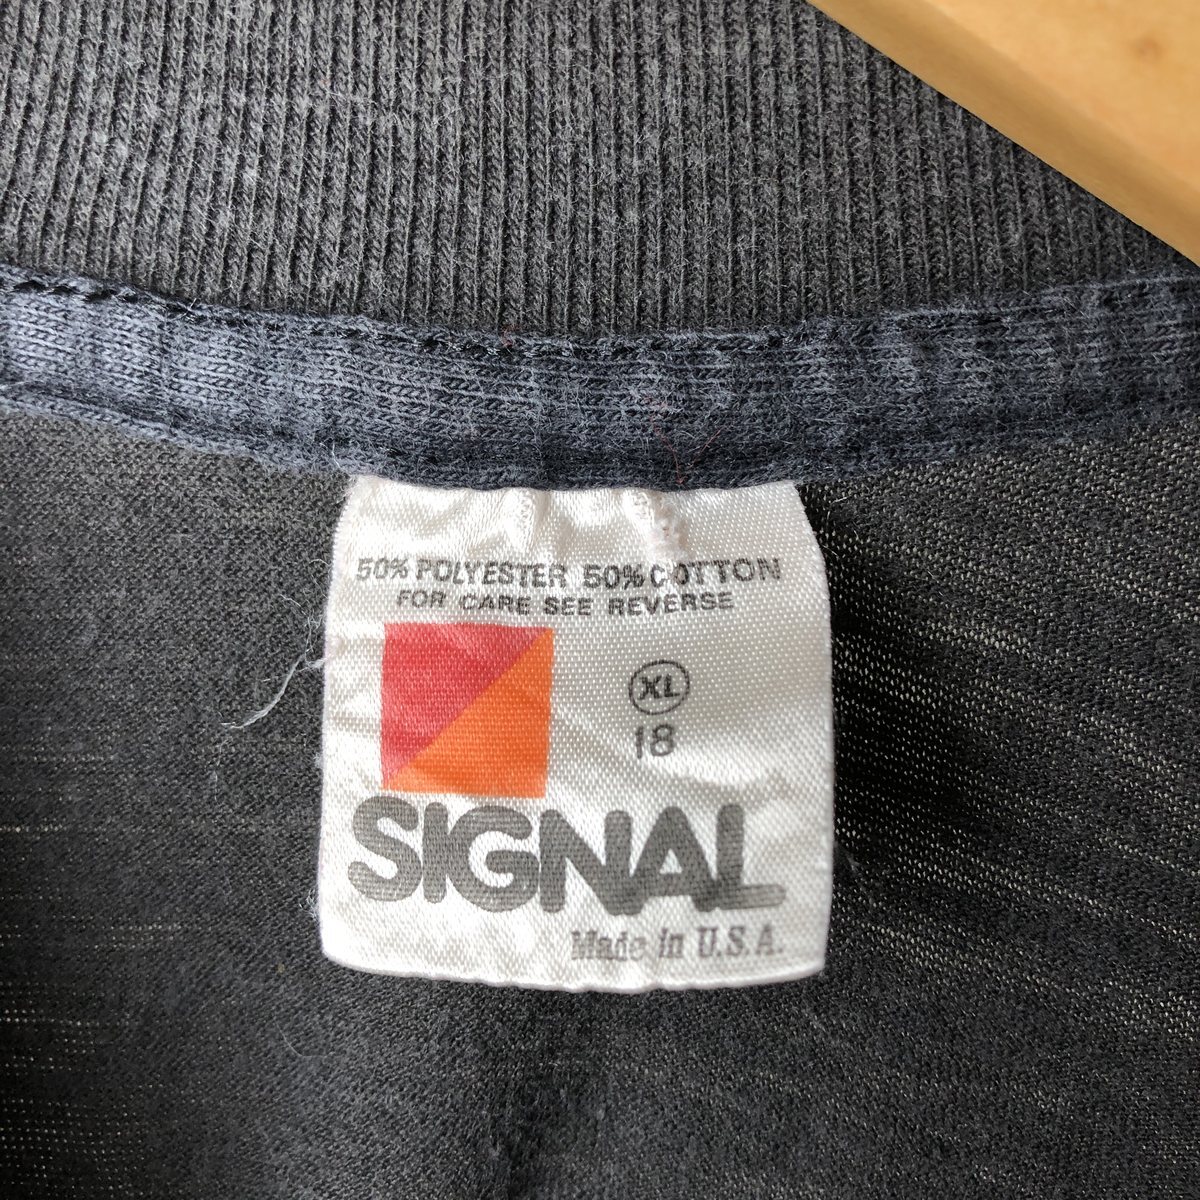 50% POLYESTER 50% COTTON
FOR CARE SEE REVERSE
XL
18
SIGNAL
Made in U.S.A.